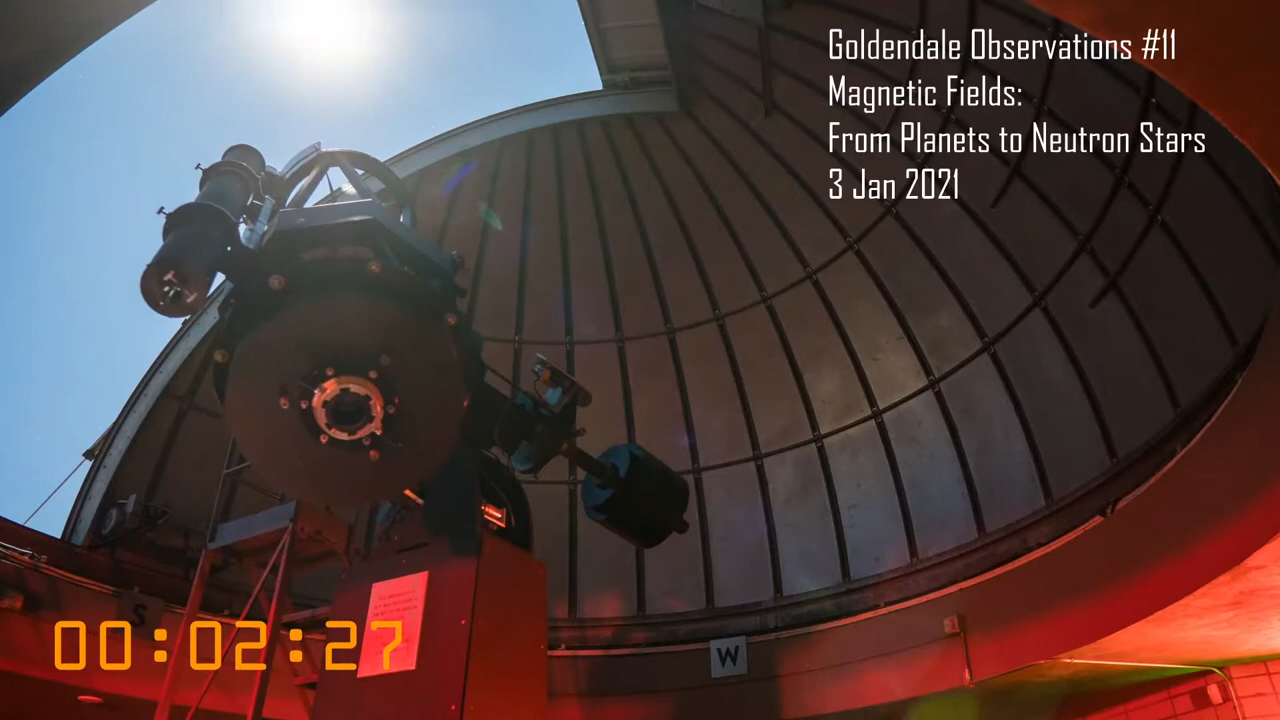 Goldendale Observations #11
Magnetic Fields:
From Planets to Neutron Stars
3 Jan 2021
S
00:02:27
W